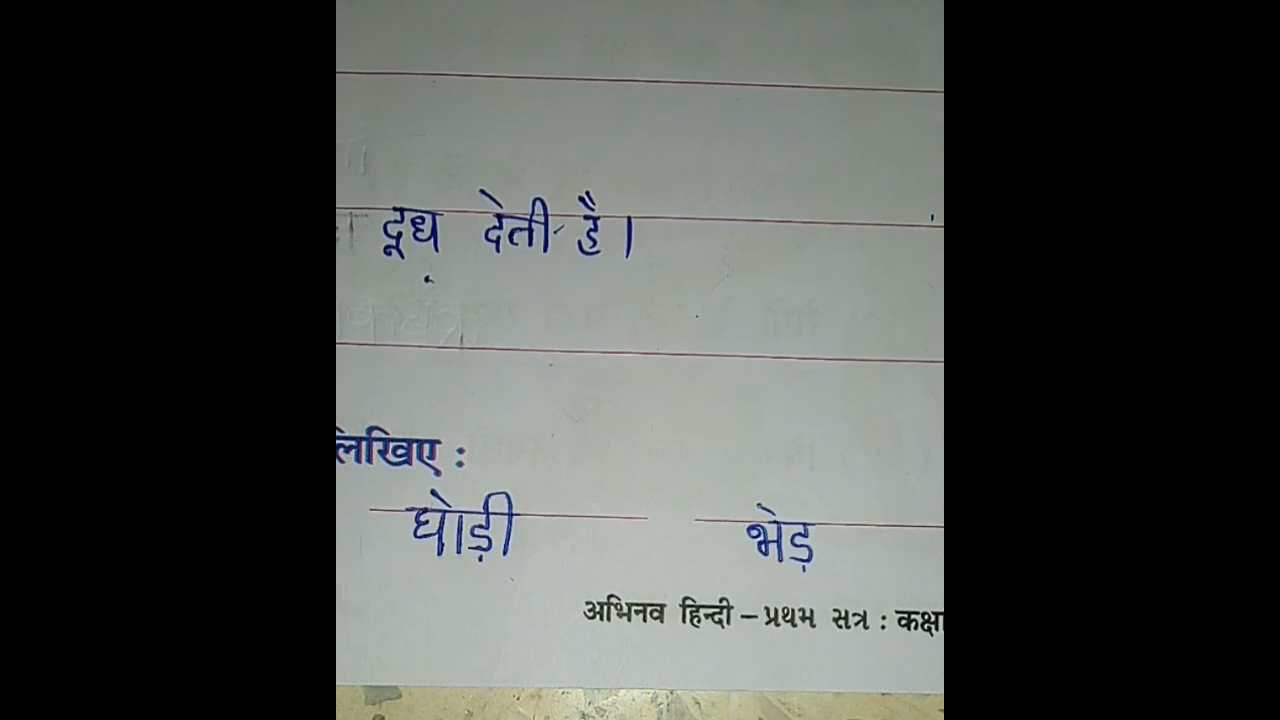 दूध देती है।
लिखिए :
घोड़ी भेड़
अभिनव हिन्दी – प्रथम सत्र : कक्षा